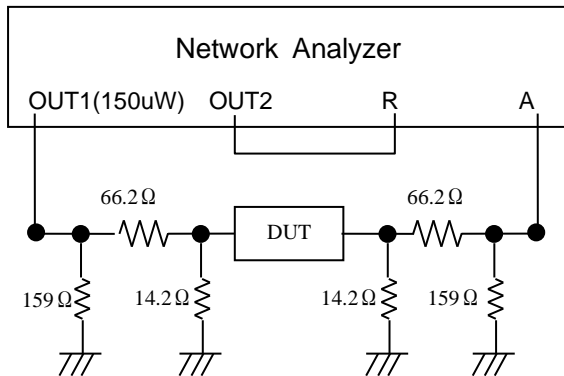 Network Analyzer
OUT1(150uW) OUT2 R A
66.2Ω 66.2Ω
DUT
159Ω 14.2Ω 14.2Ω 159Ω